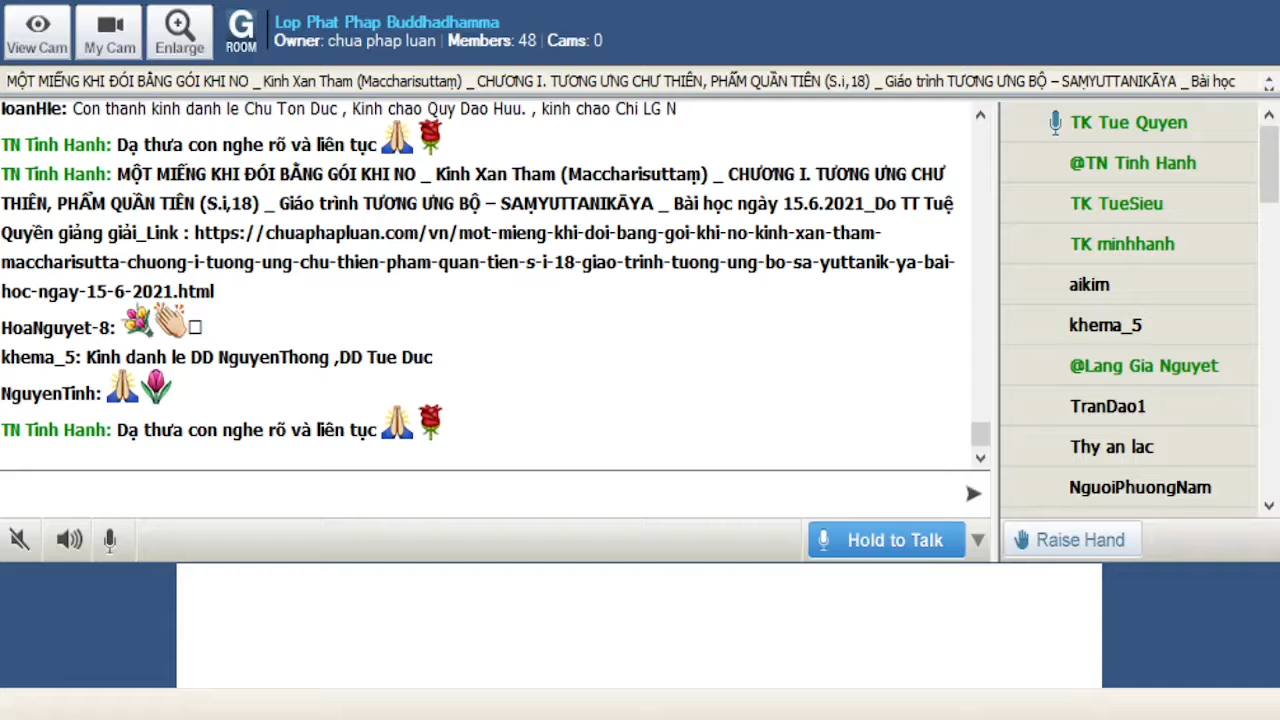 View Cam
My Cam
Enlarge
G
ROOM
Lop Phat Phap Buddhadhamma
Owner: chua phap luan | Members: 48 | Cams: 0
MỘT MIẾNG KHI ĐÓI BẰNG GÓI KHI NO _ Kinh Xan Tham (Maccharisuttaṃ) _ CHƯƠNG I. TƯƠNG ƯNG CHƯ THIÊN, PHẨM QUẦN TIÊN (S.i,18) _ Giáo trình TƯƠNG ƯNG BỘ – SAṂYUTTANIKĀYA _ Bài học
loanHle: Con thanh kinh danh le Chu Ton Duc , Kinh chao Quy Dao Huu. , kinh chao Chi LG N
TN Tinh Hanh: Dạ thưa con nghe rõ và liên tục 🙏🌹
TN Tinh Hanh: MỘT MIẾNG KHI ĐÓI BẰNG GÓI KHI NO _ Kinh Xan Tham (Maccharisuttaṃ) _ CHƯƠNG I. TƯƠNG ƯNG CHƯ
THIÊN, PHẨM QUẦN TIÊN (S.i,18) _ Giáo trình TƯƠNG ƯNG BỘ – SAṂYUTTANIKĀYA _ Bài học ngày 15.6.2021_Do TT Tuệ
Quyền giảng giải_Link : https://chuaphapluan.com/vn/mot-mieng-khi-doi-bang-goi-khi-no-kinh-xan-tham-
maccharisutta-chuong-i-tuong-ung-chu-thien-pham-quan-tien-s-i-18-giao-trinh-tuong-ung-bo-sa-yuttanik-ya-bai-
hoc-ngay-15-6-2021.html
HoaNguyet-8: 💐👏
khema_5: Kinh danh le DD NguyenThong ,DD Tue Duc
NguyenTinh: 🙏🌷
TN Tinh Hanh: Dạ thưa con nghe rõ và liên tục 🙏🌹
TK Tue Quyen
@TN Tinh Hanh
TK TueSieu
TK minhhanh
aikim
khema_5
@Lang Gia Nguyet
TranDao1
Thy an lac
NguoiPhuongNam
Hold to Talk
Raise Hand